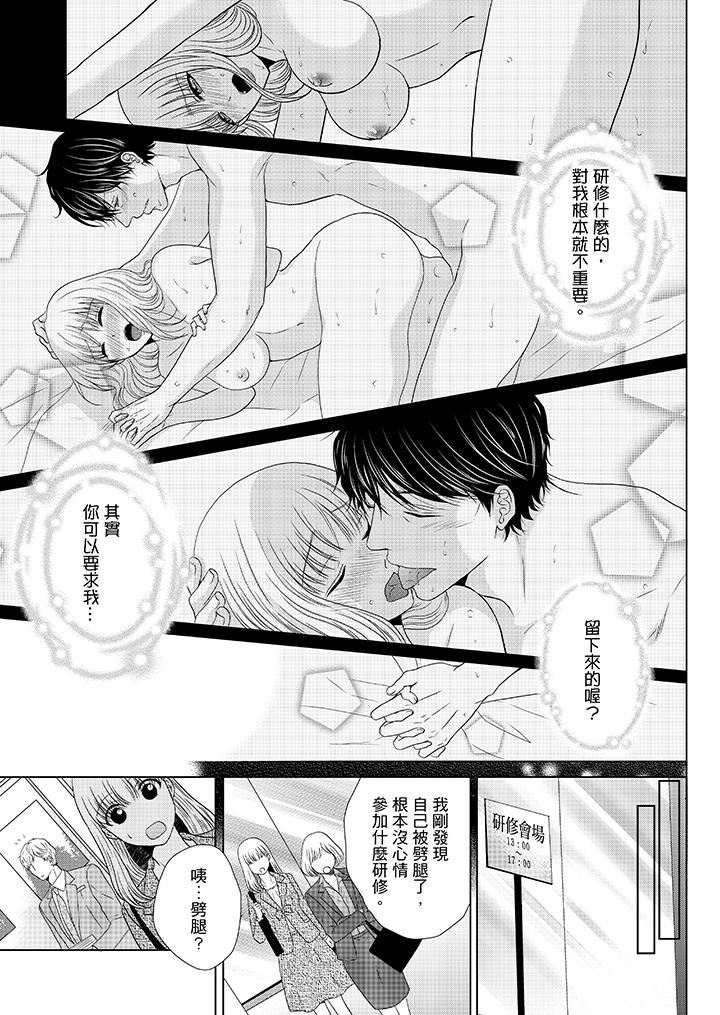 研修什麼的，
對我根本就不重要。
其實
你可以要求我…
留下來的喔？
研修會場
13：00
～
17：00
我剛發現
自己被劈腿了，
根本沒心情
參加什麼研修。
咦…劈腿？